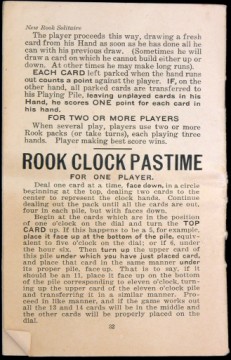 New Rook Solitaire
The player proceeds this way, drawing a fresh
card from his Hand as soon as he has done all he
can with his previous draw. (Sometimes he will
draw a card on which he cannot build either up or
down. At other times he may make long runs).
EACH CARD left parked when the hand runs
out counts a point against the player. IF, on the
other hand, all parked cards are transferred to
his Playing Pile, leaving unplayed cards in his
Hand, he scores ONE point for each card in
his hand.
FOR TWO OR MORE PLAYERS
When several play, players use two or more
Rook packs (or take turns), each playing three
hands. Player making best score wins.
ROOK CLOCK PASTIME
FOR ONE PLAYER.
Deal one card at a time, face down, in a circle
beginning at the top, dealing two cards to the
center to represent the clock hands. Continue
dealing out the pack until all the cards are out,
four in each pile, but with faces down.
Begin at the cards which are in the position
of one o'clock on the dial and turn the TOP
CARD up. If this happens to be a 5, for example,
place it face up at the bottom of the pile, equiv-
alent to five o'clock on the dial; or if 6, under
the hour six. Then turn up the upper card of
this pile under which you have just placed card,
and place that card in the same manner under
its proper pile, face up. That is to say, if it
should be an 11, place it face up on the bottom
of the pile corresponding to eleven o'clock, turn-
ing up the upper card of the eleven o'clock pile
and transferring it in a similar manner. Pro-
ceed in like manner, and if the game works out
all the 13 and 14 cards will be in the middle and
the other cards will be properly placed on the
dial.